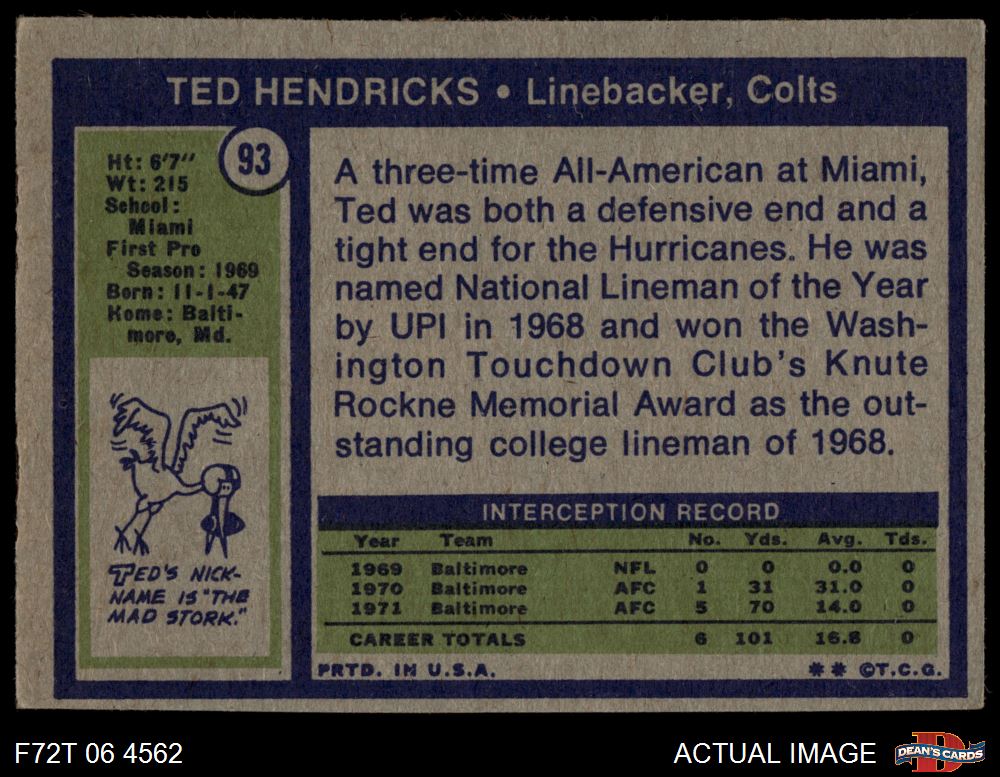 TED HENDRICKS • Linebacker, Colts
93
Ht: 6'7"
Wt: 215
School:
Miami
First Pro
Season: 1969
Born: 11-1-47
Home: Balti-
more, Md.
TED'S NICK-
NAME IS "THE
MAD STORK."
A three-time All-American at Miami,
Ted was both a defensive end and a
tight end for the Hurricanes. He was
named National Lineman of the Year
by UPI in 1968 and won the Wash-
ington Touchdown Club's Knute
Rockne Memorial Award as the out-
standing college lineman of 1968.
INTERCEPTION RECORD
Year Team No. Yds. Avg. Tds.
1969 Baltimore NFL 0 0 0.0 0
1970 Baltimore AFC 1 31 31.0 0
1971 Baltimore AFC 5 70 14.0 0
CAREER TOTALS 6 101 16.8 0
PRTD. IN U.S.A. ** ©T.C.G.
F72T 06 4562
ACTUAL IMAGE
DEAN'S CARDS